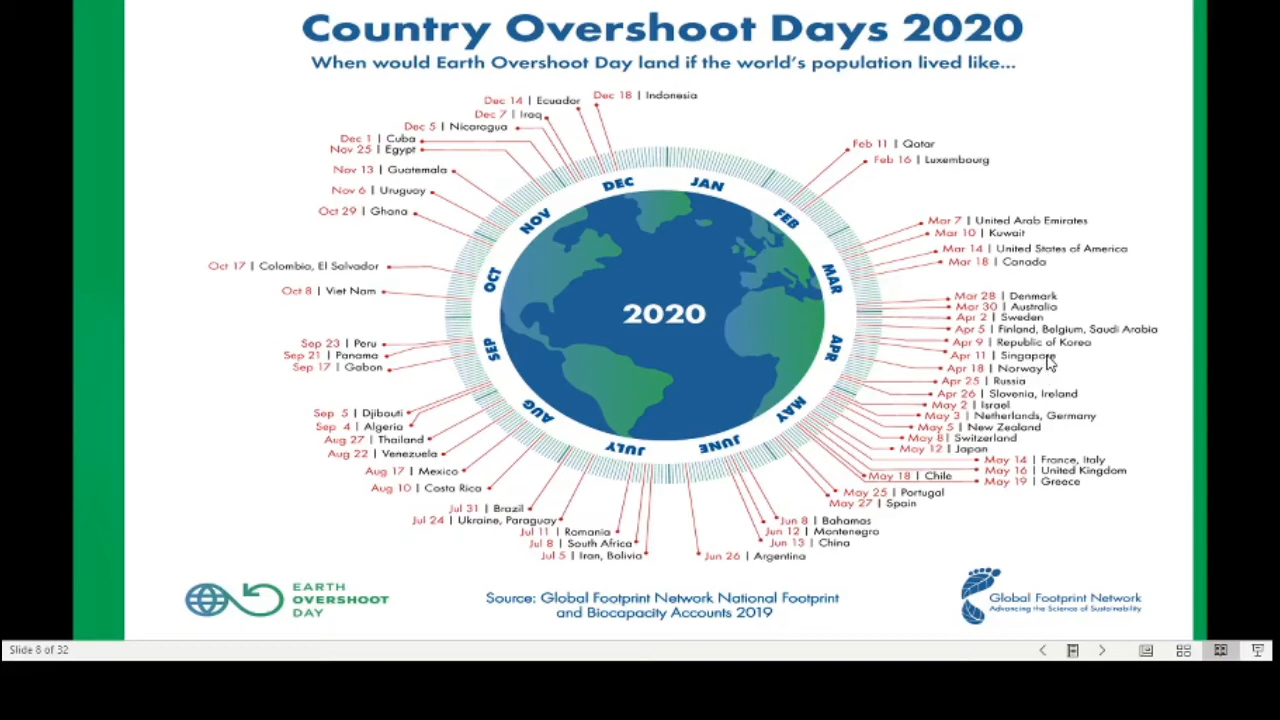 Country Overshoot Days 2020
When would Earth Overshoot Day land if the world's population lived like...
Dec 18 | Indonesia
Dec 14 | Ecuador
Dec 7 | Iraq
Dec 5 | Nicaragua
Dec 1 | Cuba
Nov 25 | Egypt
Nov 13 | Guatemala
Nov 6 | Uruguay
Oct 29 | Ghana
Oct 17 | Colombia, El Salvador
Oct 8 | Viet Nam
Sep 23 | Peru
Sep 21 | Panama
Sep 17 | Gabon
Sep 5 | Djibouti
Sep 4 | Algeria
Aug 27 | Thailand
Aug 22 | Venezuela
Aug 17 | Mexico
Aug 10 | Costa Rica
Jul 31 | Brazil
Jul 24 | Ukraine, Paraguay
Jul 11 | Romania
Jul 8 | South Africa
Jul 5 | Iran, Bolivia
Feb 11 | Qatar
Feb 16 | Luxembourg
Mar 7 | United Arab Emirates
Mar 10 | Kuwait
Mar 14 | United States of America
Mar 18 | Canada
Mar 28 | Denmark
Mar 30 | Australia
Apr 2 | Sweden
Apr 5 | Finland, Belgium, Saudi Arabia
Apr 9 | Republic of Korea
Apr 11 | Singapore
Apr 18 | Norway
Apr 25 | Russia
Apr 26 | Slovenia, Ireland
May 2 | Israel
May 3 | Netherlands, Germany
May 5 | New Zealand
May 8 | Switzerland
May 12 | Japan
May 14 | France, Italy
May 16 | United Kingdom
May 18 | Chile
May 19 | Greece
May 25 | Portugal
May 27 | Spain
Jun 8 | Bahamas
Jun 12 | Montenegro
Jun 13 | China
Jun 26 | Argentina
JAN
FEB
MAR
APR
MAY
JUNE
JULY
AUG
SEP
OCT
NOV
DEC
2020
EARTH
OVERSHOOT
DAY
Source: Global Footprint Network National Footprint
and Biocapacity Accounts 2019
Global Footprint Network
Advancing the Science of Sustainability
Slide 8 of 32